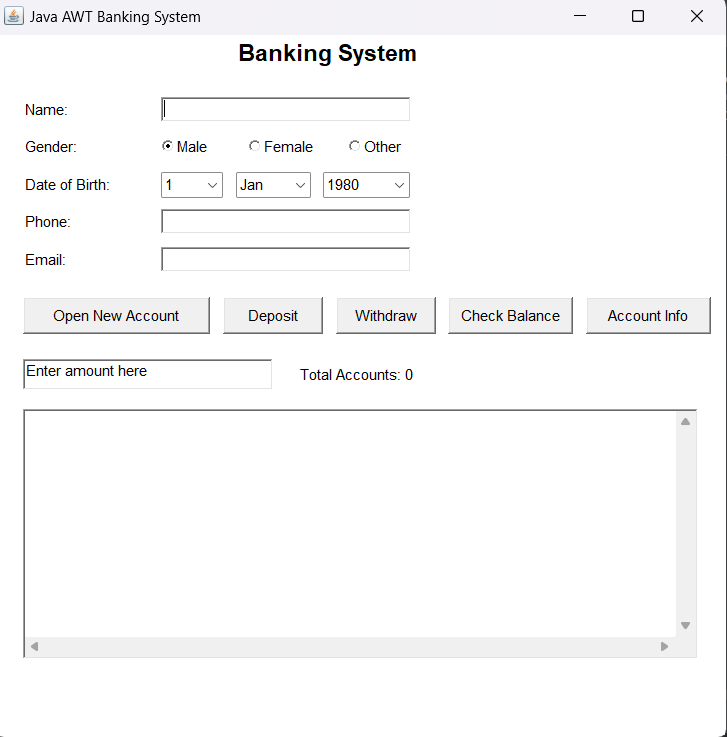 Java AWT Banking System
Banking System
Name:
Gender: Male Female Other
Date of Birth: 1 Jan 1980
Phone:
Email:
Open New Account Deposit Withdraw Check Balance Account Info
Enter amount here Total Accounts: 0